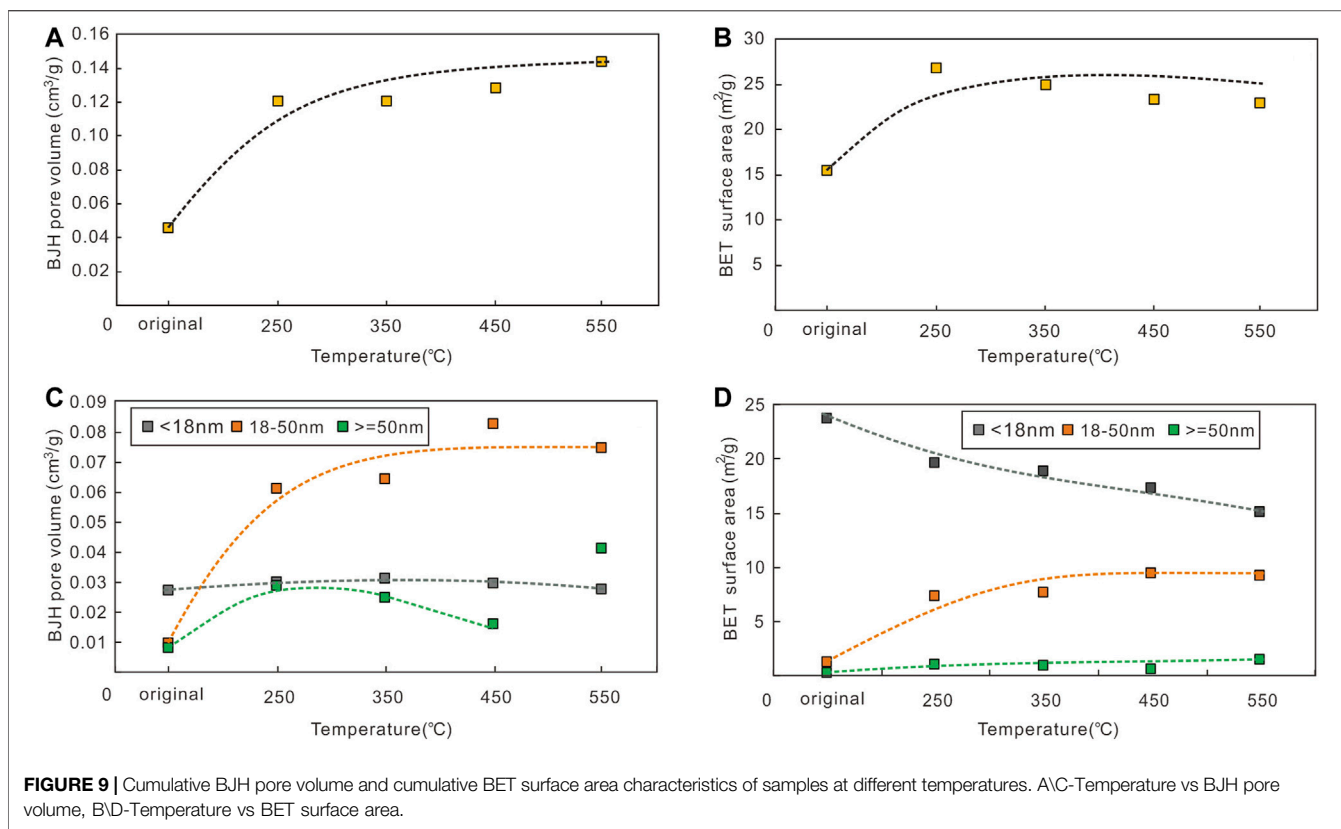 A
0.16
0.14
0.12
0.10
0.08
0.06
0.04
0.02
0
BJH pore volume (cm³/g)
original 250 350 450 550
Temperature(°C)
B
30
25
20
15
10
5
0
BET surface area (m²/g)
original 250 350 450 550
Temperature(°C)
C
0.09
0.08
0.07
0.06
0.05
0.04
0.03
0.02
0.01
0
BJH pore volume (cm³/g)
<18nm 18-50nm >=50nm
original 250 350 450 550
Temperature(°C)
D
25
20
15
10
5
0
BET surface area (m²/g)
<18nm 18-50nm >=50nm
original 250 350 450 550
Temperature(°C)
FIGURE 9 | Cumulative BJH pore volume and cumulative BET surface area characteristics of samples at different temperatures. A\C-Temperature vs BJH pore
volume, B\D-Temperature vs BET surface area.